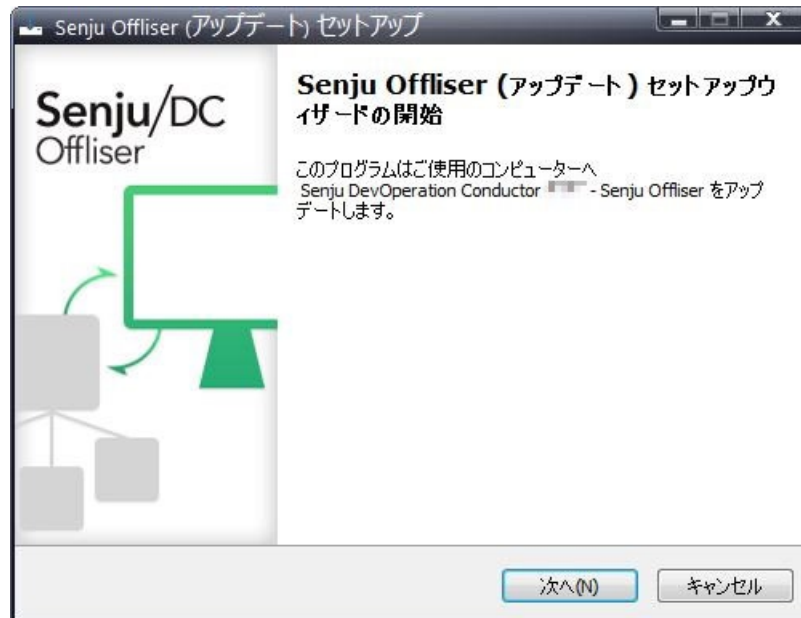 Senju Offliser (アップデート) セットアップ
Senju/DC
Offliser
Senju Offliser (アップデート) セットアップウ
ィザードの開始
このプログラムはご使用のコンピューターへ
Senju DevOperation Conductor - Senju Offliser をアップ
デートします。
次へ(N)
キャンセル